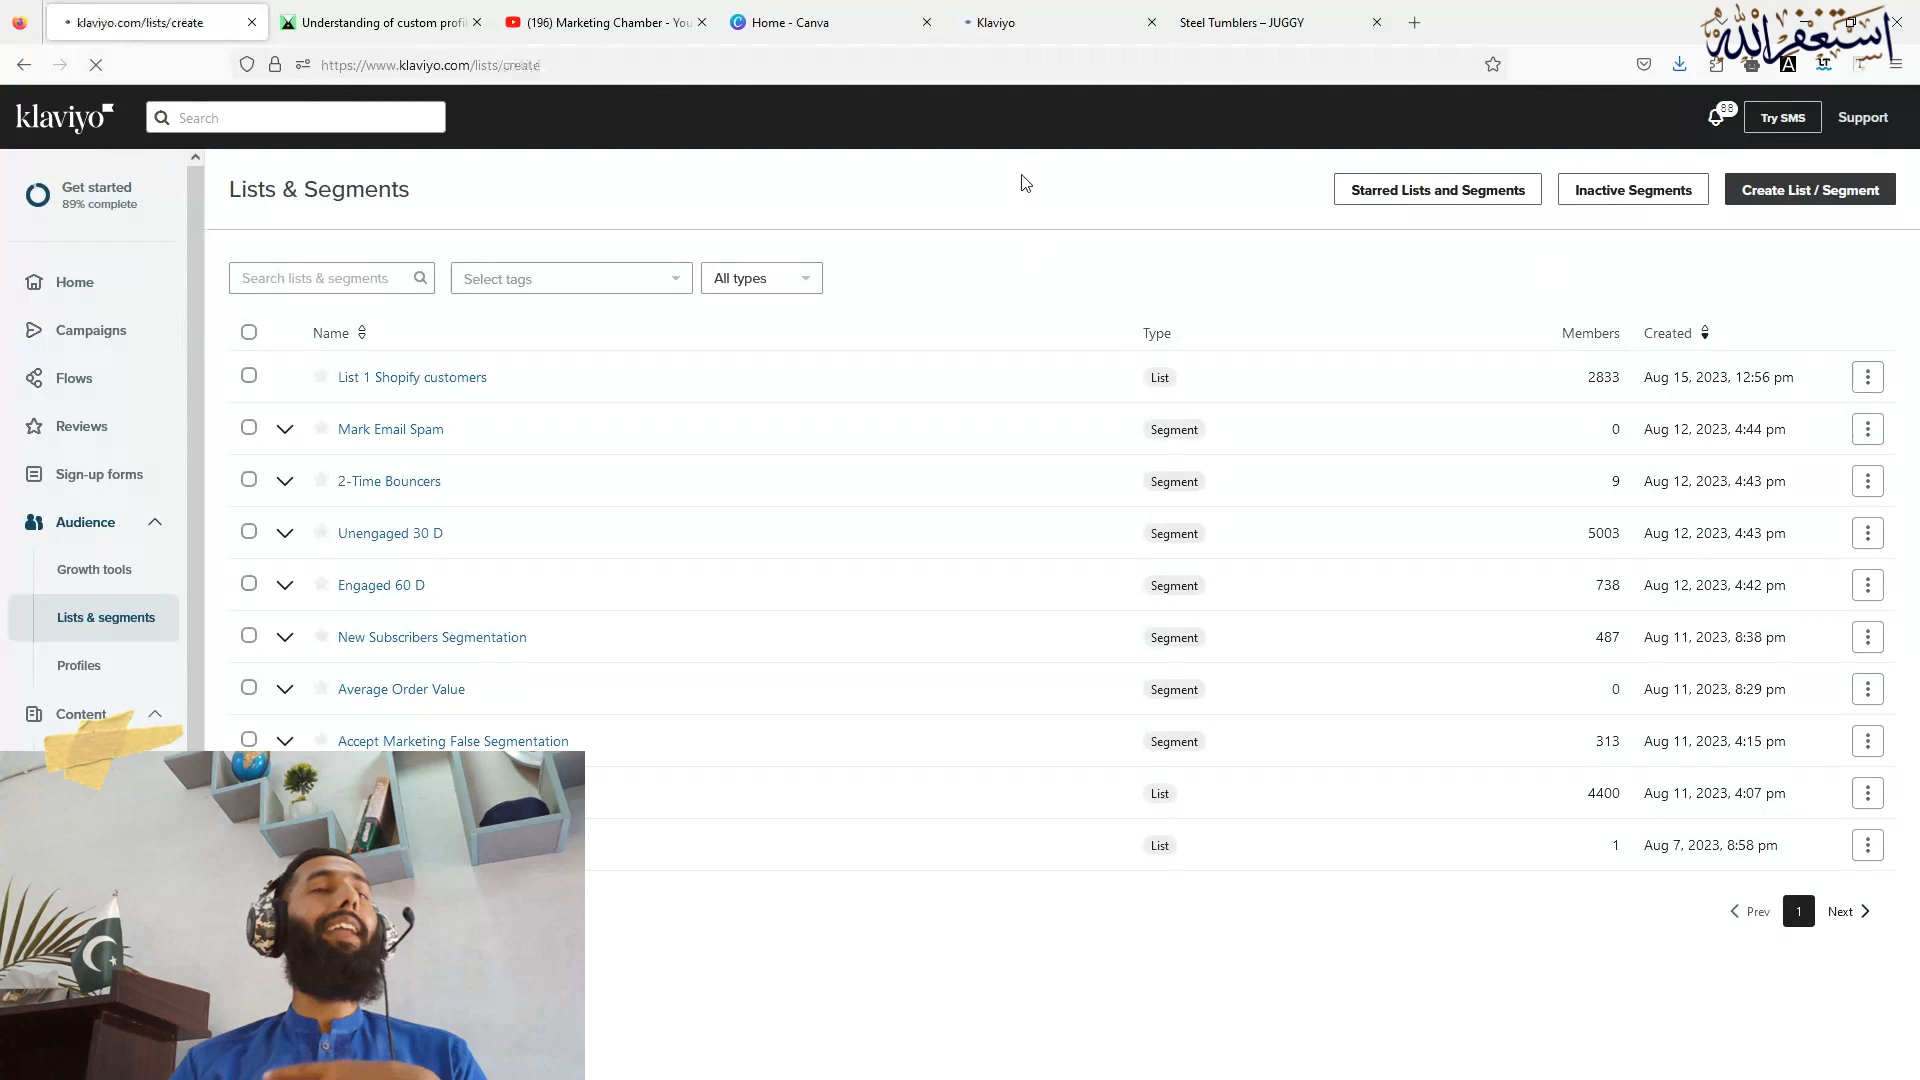 klaviyo.com/lists/create
Understanding of custom profil
(196) Marketing Chamber - You
Home - Canva
Klaviyo
Steel Tumblers – JUGGY
https://www.klaviyo.com/lists/create
استغفر الله
klaviyo
Search
88
Try SMS
Support
Get started
89% complete
Lists & Segments
Starred Lists and Segments
Inactive Segments
Create List / Segment
Home
Campaigns
Flows
Reviews
Sign-up forms
Audience
Growth tools
Lists & segments
Profiles
Content
Search lists & segments
Select tags
All types
Name
Type
Members
Created
List 1 Shopify customers
List
2833
Aug 15, 2023, 12:56 pm
Mark Email Spam
Segment
0
Aug 12, 2023, 4:44 pm
2-Time Bouncers
Segment
9
Aug 12, 2023, 4:43 pm
Unengaged 30 D
Segment
5003
Aug 12, 2023, 4:43 pm
Engaged 60 D
Segment
738
Aug 12, 2023, 4:42 pm
New Subscribers Segmentation
Segment
487
Aug 11, 2023, 8:38 pm
Average Order Value
Segment
0
Aug 11, 2023, 8:29 pm
Accept Marketing False Segmentation
Segment
313
Aug 11, 2023, 4:15 pm
List
4400
Aug 11, 2023, 4:07 pm
List
1
Aug 7, 2023, 8:58 pm
Prev
1
Next